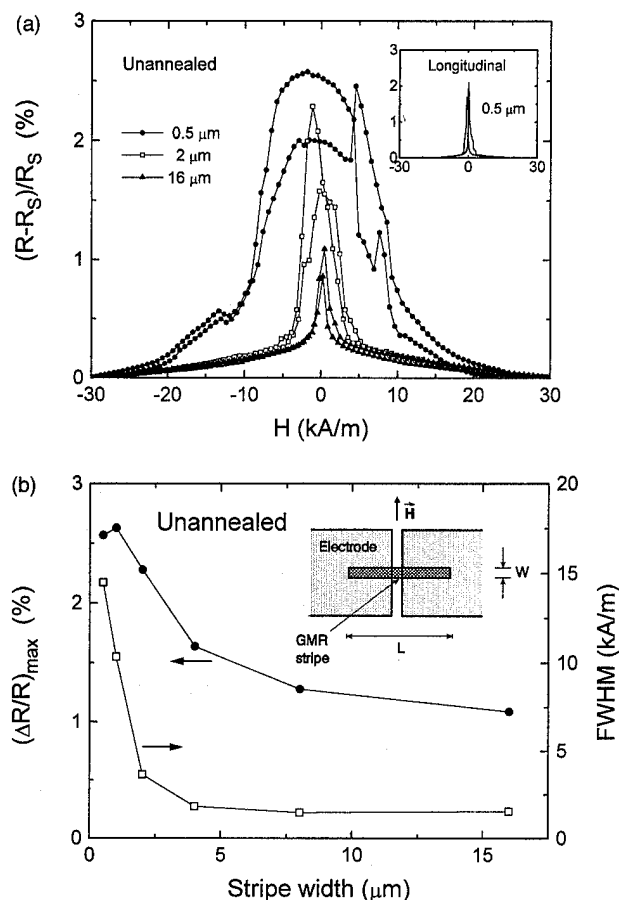 (a)
3
2
1
0
(R-R_S)/R_S (%)
Unannealed
0.5 μm
2 μm
16 μm
3
2
1
0
Longitudinal
0.5 μm
-30 0 30
-30 -20 -10 0 10 20 30
H (kA/m)
(b)
3
2
1
0
(ΔR/R)max (%)
Unannealed
H
Electrode
W
GMR
stripe
L
20
15
10
5
0
FWHM (kA/m)
0 5 10 15
Stripe width (μm)